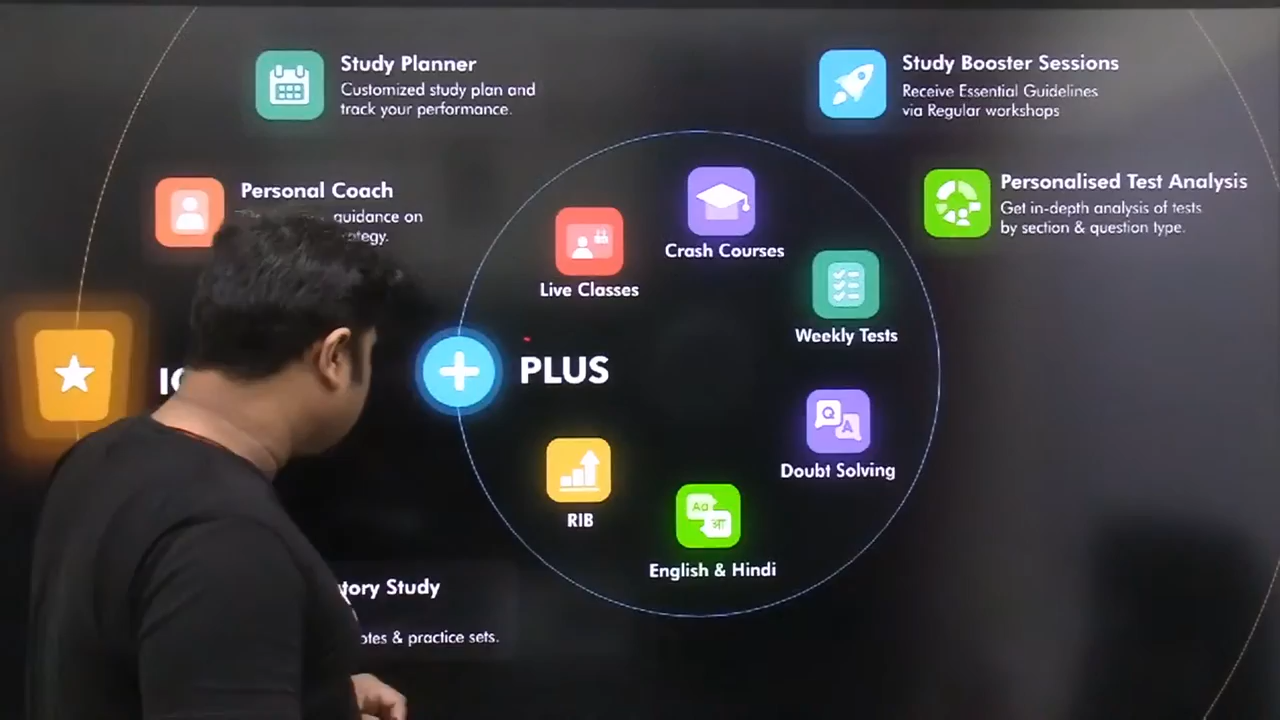 Study Planner
Customized study plan and
track your performance.
Study Booster Sessions
Receive Essential Guidelines
via Regular workshops
Personal Coach
guidance on
Personalised Test Analysis
Get in-depth analysis of tests
by section & question type.
Crash Courses
Live Classes
Weekly Tests
PLUS
Q
A
Doubt Solving
RIB
Aa
अा
English & Hindi
Study
& practice sets.